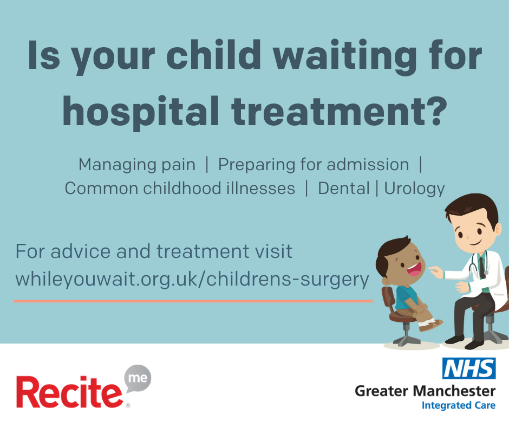 Is your child waiting for
hospital treatment?
Managing pain | Preparing for admission |
Common childhood illnesses | Dental | Urology
For advice and treatment visit
whileyouwait.org.uk/childrens-surgery
Recite me
NHS
Greater Manchester
Integrated Care